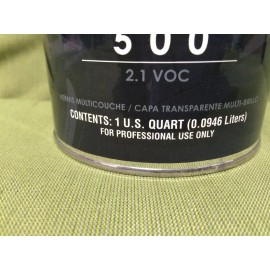 500
2.1 VOC
VERNIS MULTICOUCHE / CAPA TRANSPARENTE MULTI-BRILLO
CONTENTS: 1 U.S. QUART (0.0946 Liters)
FOR PROFESSIONAL USE ONLY